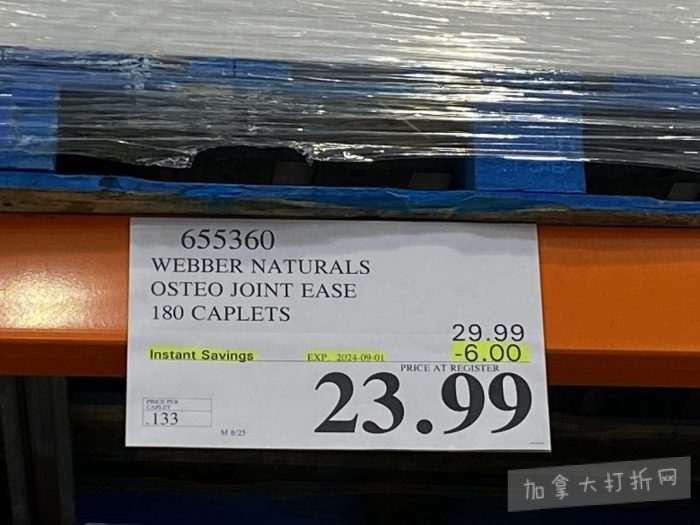 655360
WEBBER NATURALS
OSTEO JOINT EASE
180 CAPLETS
29.99
Instant Savings EXP. 2024-09-01 -6.00
PRICE AT REGISTER
23.99
PRICE PER
CAPLET
.133
M 8/25
加拿大打折网